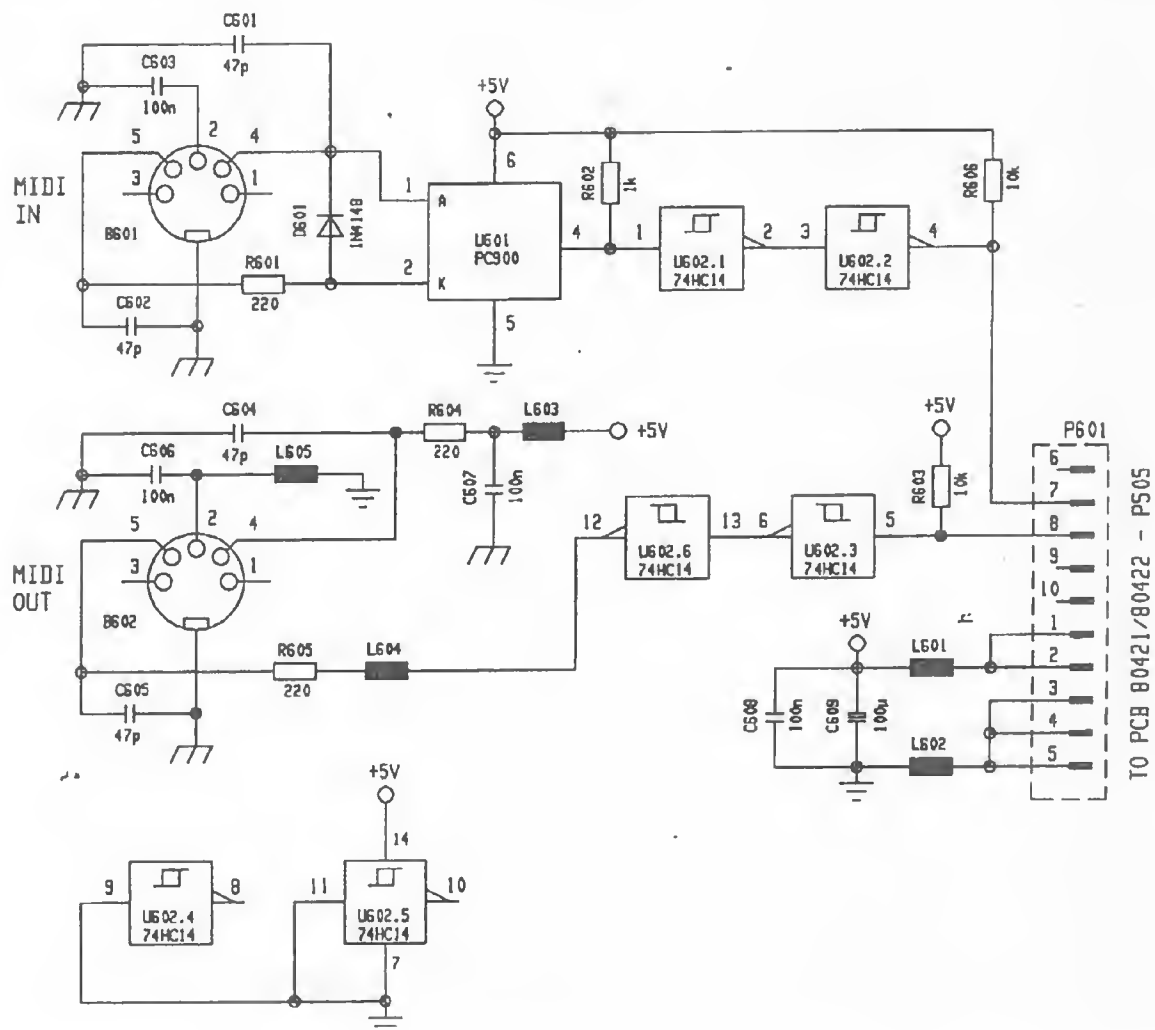 C601
47p
C603
100n
5
2
4
3
1
MIDI
IN
B601
R601
220
C602
47p
D601
1N4148
1
2
A
K
U601
PC900
6
5
4
+5V
R602
1k
1
U602.1
74HC14
2
3
U602.2
74HC14
4
R606
10k
C604
47p
C606
100n
L605
R604
220
L603
+5V
C607
100n
5
2
4
3
1
MIDI
OUT
B602
R605
220
L604
C605
47p
12
U602.6
74HC14
13
6
U602.3
74HC14
5
+5V
R603
10k
P601
6
7
8
9
10
1
2
3
4
5
TO PCB 80421/80422 - P505
+5V
L601
C608
100n
C609
100µ
L602
+5V
14
9
U602.4
74HC14
8
11
U602.5
74HC14
10
7